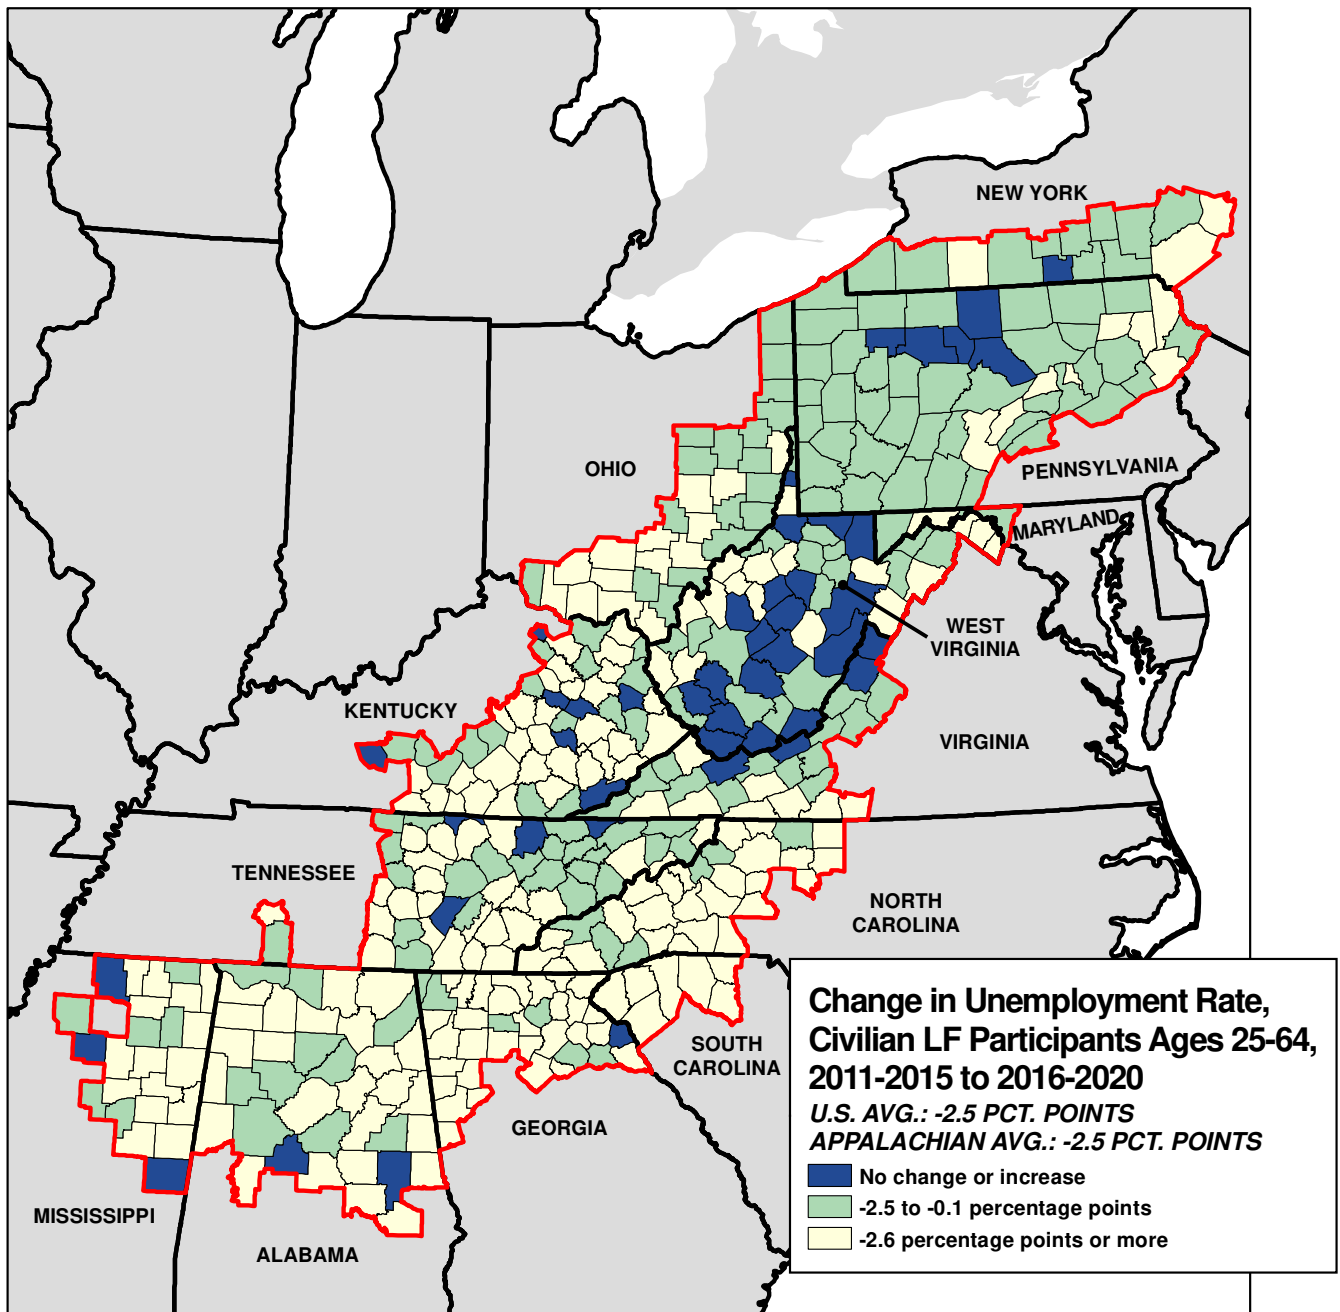 NEW YORK
OHIO
PENNSYLVANIA
MARYLAND
WEST
VIRGINIA
KENTUCKY
VIRGINIA
TENNESSEE
NORTH
CAROLINA
SOUTH
CAROLINA
GEORGIA
MISSISSIPPI
ALABAMA
Change in Unemployment Rate,
Civilian LF Participants Ages 25-64,
2011-2015 to 2016-2020
U.S. AVG.: -2.5 PCT. POINTS
APPALACHIAN AVG.: -2.5 PCT. POINTS
No change or increase
-2.5 to -0.1 percentage points
-2.6 percentage points or more